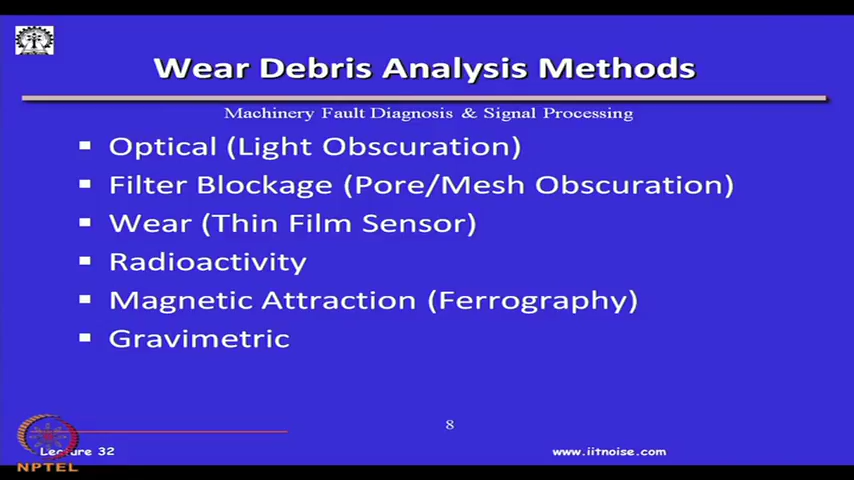 Wear Debris Analysis Methods
Machinery Fault Diagnosis & Signal Processing
Optical (Light Obscuration)
Filter Blockage (Pore/Mesh Obscuration)
Wear (Thin Film Sensor)
Radioactivity
Magnetic Attraction (Ferrography)
Gravimetric
8
Lecture 32
www.iitnoise.com
NPTEL